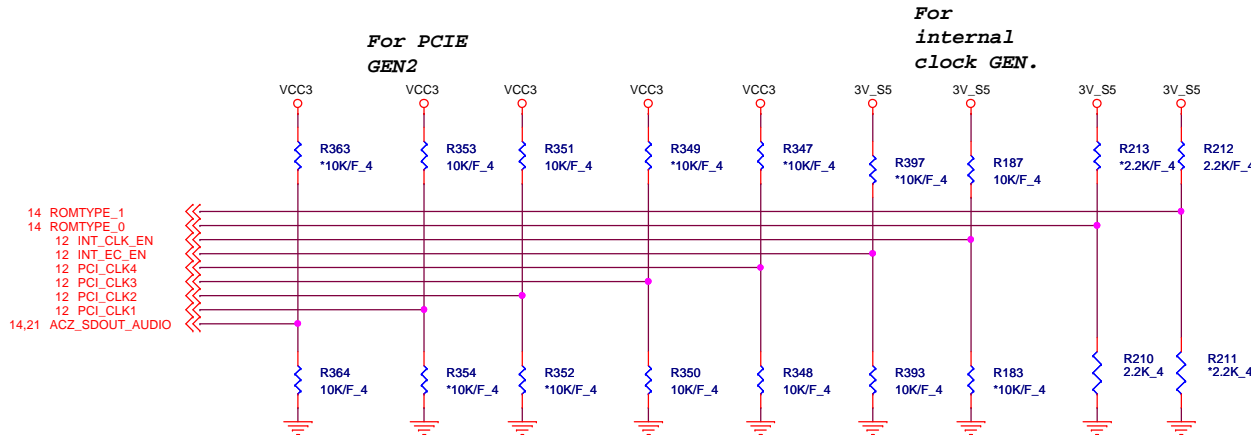 For PCIE
GEN2
For
internal
clock GEN.
VCC3 VCC3 VCC3 VCC3 VCC3 3V_S5 3V_S5 3V_S5 3V_S5
R363 R353 R351 R349 R347 R397 R187 R213 R212
*10K/F_4 10K/F_4 10K/F_4 *10K/F_4 *10K/F_4 *10K/F_4 10K/F_4 *2.2K/F_4 2.2K/F_4
14 ROMTYPE_1
14 ROMTYPE_0
12 INT_CLK_EN
12 INT_EC_EN
12 PCI_CLK4
12 PCI_CLK3
12 PCI_CLK2
12 PCI_CLK1
14,21 ACZ_SDOUT_AUDIO
R364 R354 R352 R350 R348 R393 R183 R210 R211
10K/F_4 *10K/F_4 *10K/F_4 10K/F_4 10K/F_4 10K/F_4 *10K/F_4 2.2K_4 *2.2K_4